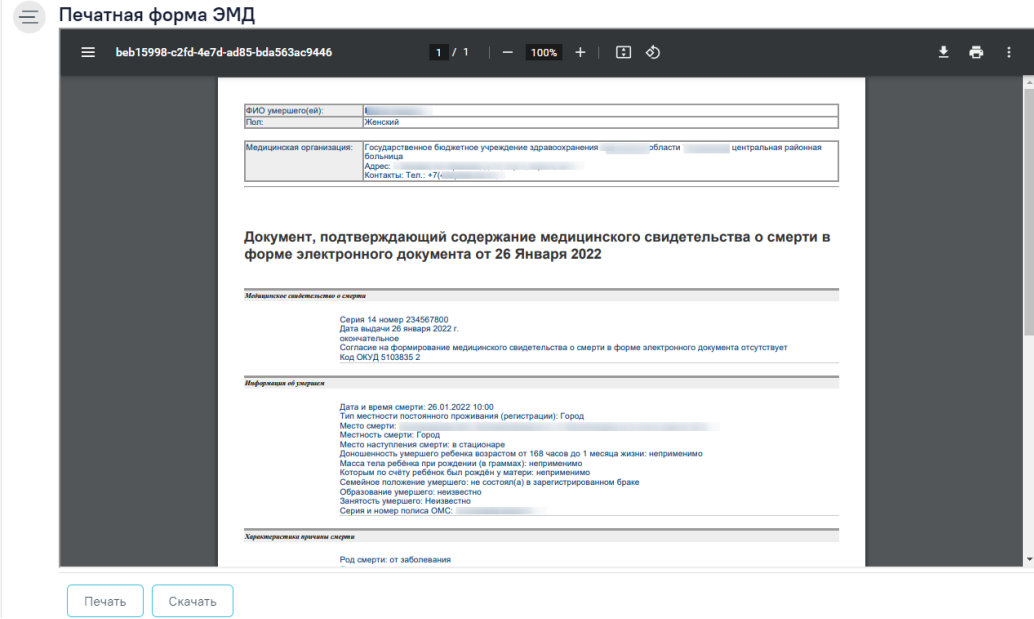 Печатная форма ЭМД
beb15998-c2fd-4e7d-ad85-bda563ac9446 1 / 1 100%
ФИО умершего(ей):
Пол: Женский
Медицинская организация: Государственное бюджетное учреждение здравоохранения области центральная районная
больница
Адрес:
Контакты: Тел.: +7(
Документ, подтверждающий содержание медицинского свидетельства о смерти в
форме электронного документа от 26 Января 2022
Медицинское свидетельство о смерти
Серия 14 номер 234567800
Дата выдачи 26 января 2022 г.
окончательное
Согласие на формирование медицинского свидетельства о смерти в форме электронного документа отсутствует
Код ОКУД 5103835 2
Информация об умершем
Дата и время смерти: 26.01.2022 10:00
Тип местности постоянного проживания (регистрации): Город
Место смерти:
Местность смерти: Город
Место наступления смерти: в стационаре
Доношенность умершего ребенка возрастом от 168 часов до 1 месяца жизни: неприменимо
Масса тела ребёнка при рождении (в граммах): неприменимо
Которым по счёту ребёнок был рождён у матери: неприменимо
Семейное положение умершего: не состоял(а) в зарегистрированном браке
Образование умершего: неизвестно
Занятость умершего: Неизвестно
Серия и номер полиса ОМС:
Характеристика причины смерти
Род смерти: от заболевания
Печать Скачать